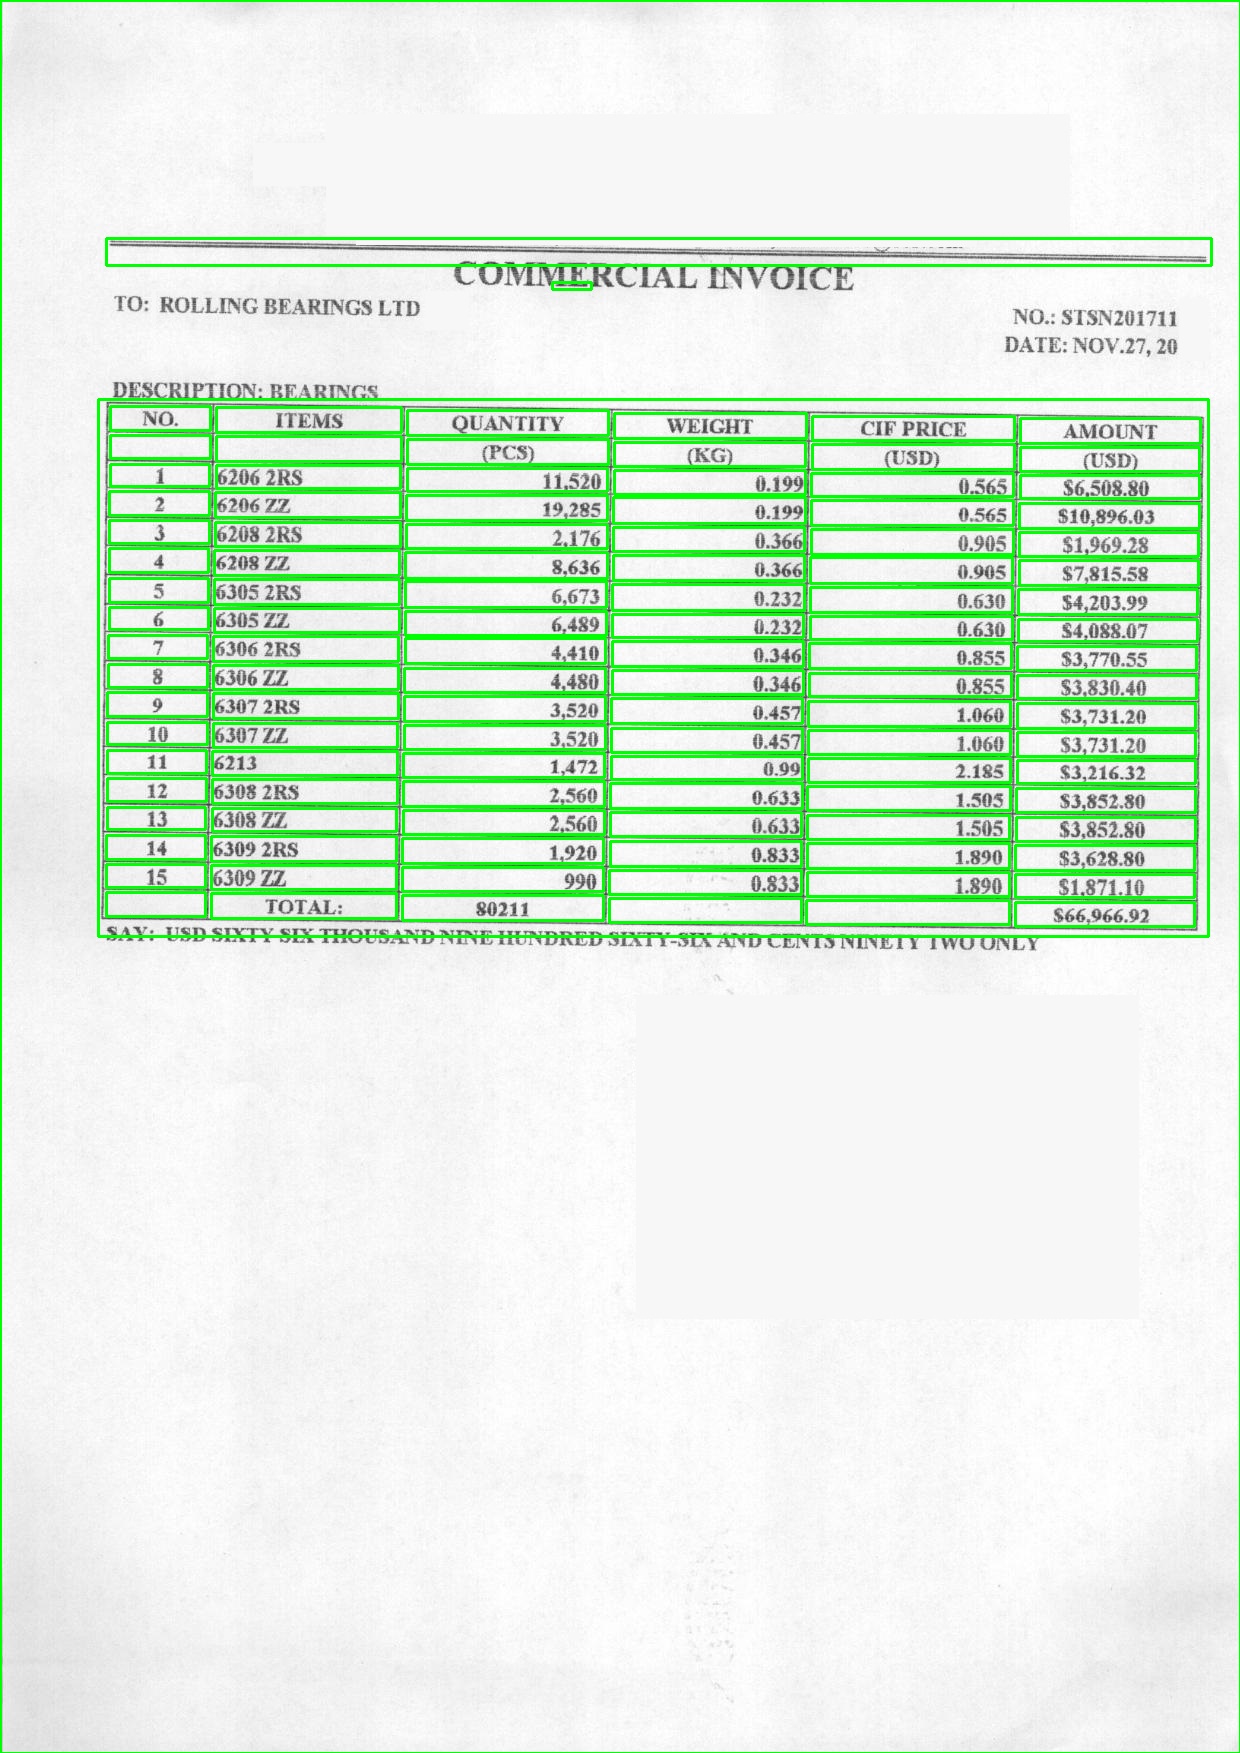 COMMERCIAL INVOICE
TO: ROLLING BEARINGS LTD
NO.: STSN201711
DATE: NOV.27, 20
DESCRIPTION: BEARINGS
NO. ITEMS QUANTITY WEIGHT CIF PRICE AMOUNT
(PCS) (KG) (USD) (USD)
1 6206 2RS 11,520 0.199 0.565 $6,508.80
2 6206 ZZ 19,285 0.199 0.565 $10,896.03
3 6208 2RS 2,176 0.366 0.905 $1,969.28
4 6208 ZZ 8,636 0.366 0.905 $7,815.58
5 6305 2RS 6,673 0.232 0.630 $4,203.99
6 6305 ZZ 6,489 0.232 0.630 $4,088.07
7 6306 2RS 4,410 0.346 0.855 $3,770.55
8 6306 ZZ 4,480 0.346 0.855 $3,830.40
9 6307 2RS 3,520 0.457 1.060 $3,731.20
10 6307 ZZ 3,520 0.457 1.060 $3,731.20
11 6213 1,472 0.99 2.185 $3,216.32
12 6308 2RS 2,560 0.633 1.505 $3,852.80
13 6308 ZZ 2,560 0.633 1.505 $3,852.80
14 6309 2RS 1,920 0.833 1.890 $3,628.80
15 6309 ZZ 990 0.833 1.890 $1,871.10
TOTAL: 80211 $66,966.92
SAY: USD SIXTY SIX THOUSAND NINE HUNDRED SIXTY-SIX AND CENTS NINETY TWO ONLY